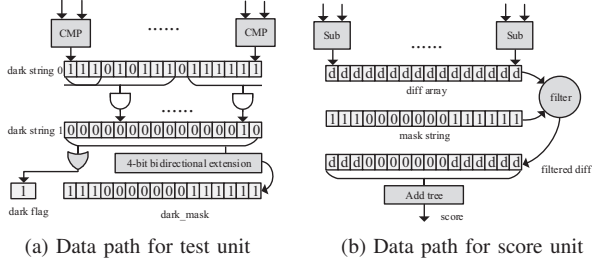 CMP ...... CMP
dark string 0 1 1 1 0 1 0 1 1 1 0 1 1 1 1 1 1
......
dark string 1 0 0 0 0 0 0 0 0 0 0 0 0 0 0 1 0
4-bit bidirectional extension
1 1 1 1 0 0 0 0 0 0 0 1 1 1 1 1 1
dark flag dark_mask
(a) Data path for test unit
Sub ...... Sub
d d d d d d d d d d d d d d d d
diff array
filter
1 1 1 0 0 0 0 0 0 0 1 1 1 1 1 1
mask string
d d d 0 0 0 0 0 0 0 d d d d d d
filtered diff
Add tree
score
(b) Data path for score unit